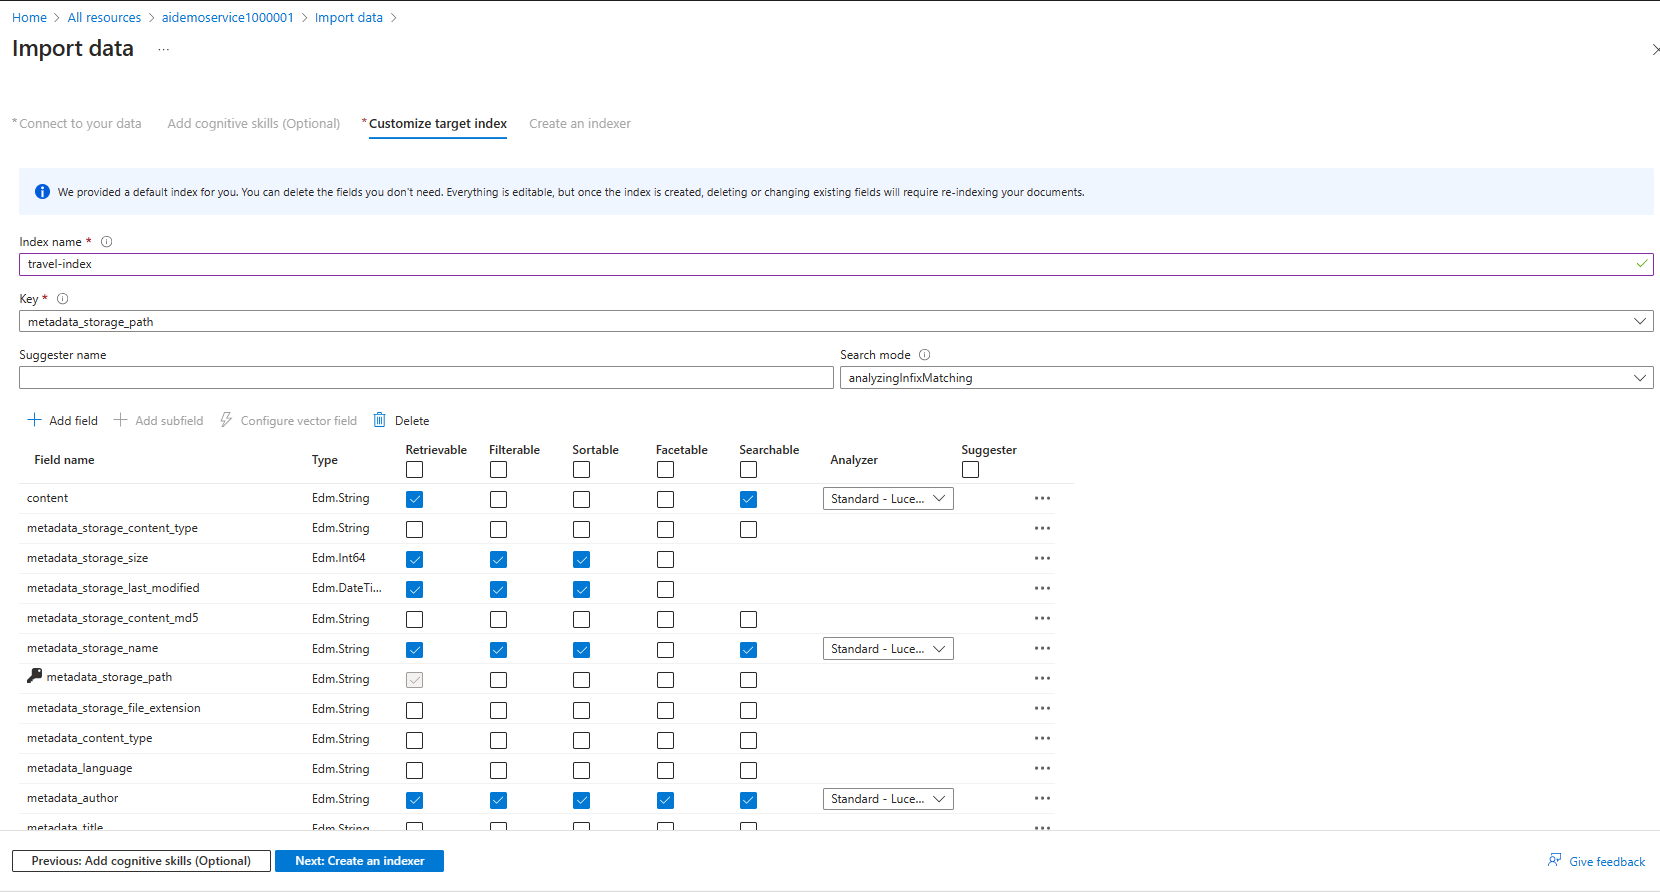 Home > All resources > aidemoservice1000001 > Import data >
Import data ...
* Connect to your data Add cognitive skills (Optional) * Customize target index Create an indexer
We provided a default index for you. You can delete the fields you don't need. Everything is editable, but once the index is created, deleting or changing existing fields will require re-indexing your documents.
Index name *
travel-index
Key *
metadata_storage_path
Suggester name Search mode
analyzingInfixMatching
Add field Add subfield Configure vector field Delete
Field name Type Retrievable Filterable Sortable Facetable Searchable Analyzer Suggester
content Edm.String Standard - Luce...
metadata_storage_content_type Edm.String
metadata_storage_size Edm.Int64
metadata_storage_last_modified Edm.DateTi...
metadata_storage_content_md5 Edm.String
metadata_storage_name Edm.String Standard - Luce...
metadata_storage_path Edm.String
metadata_storage_file_extension Edm.String
metadata_content_type Edm.String
metadata_language Edm.String
metadata_author Edm.String Standard - Luce...
metadata_title Edm.String
Previous: Add cognitive skills (Optional) Next: Create an indexer Give feedback